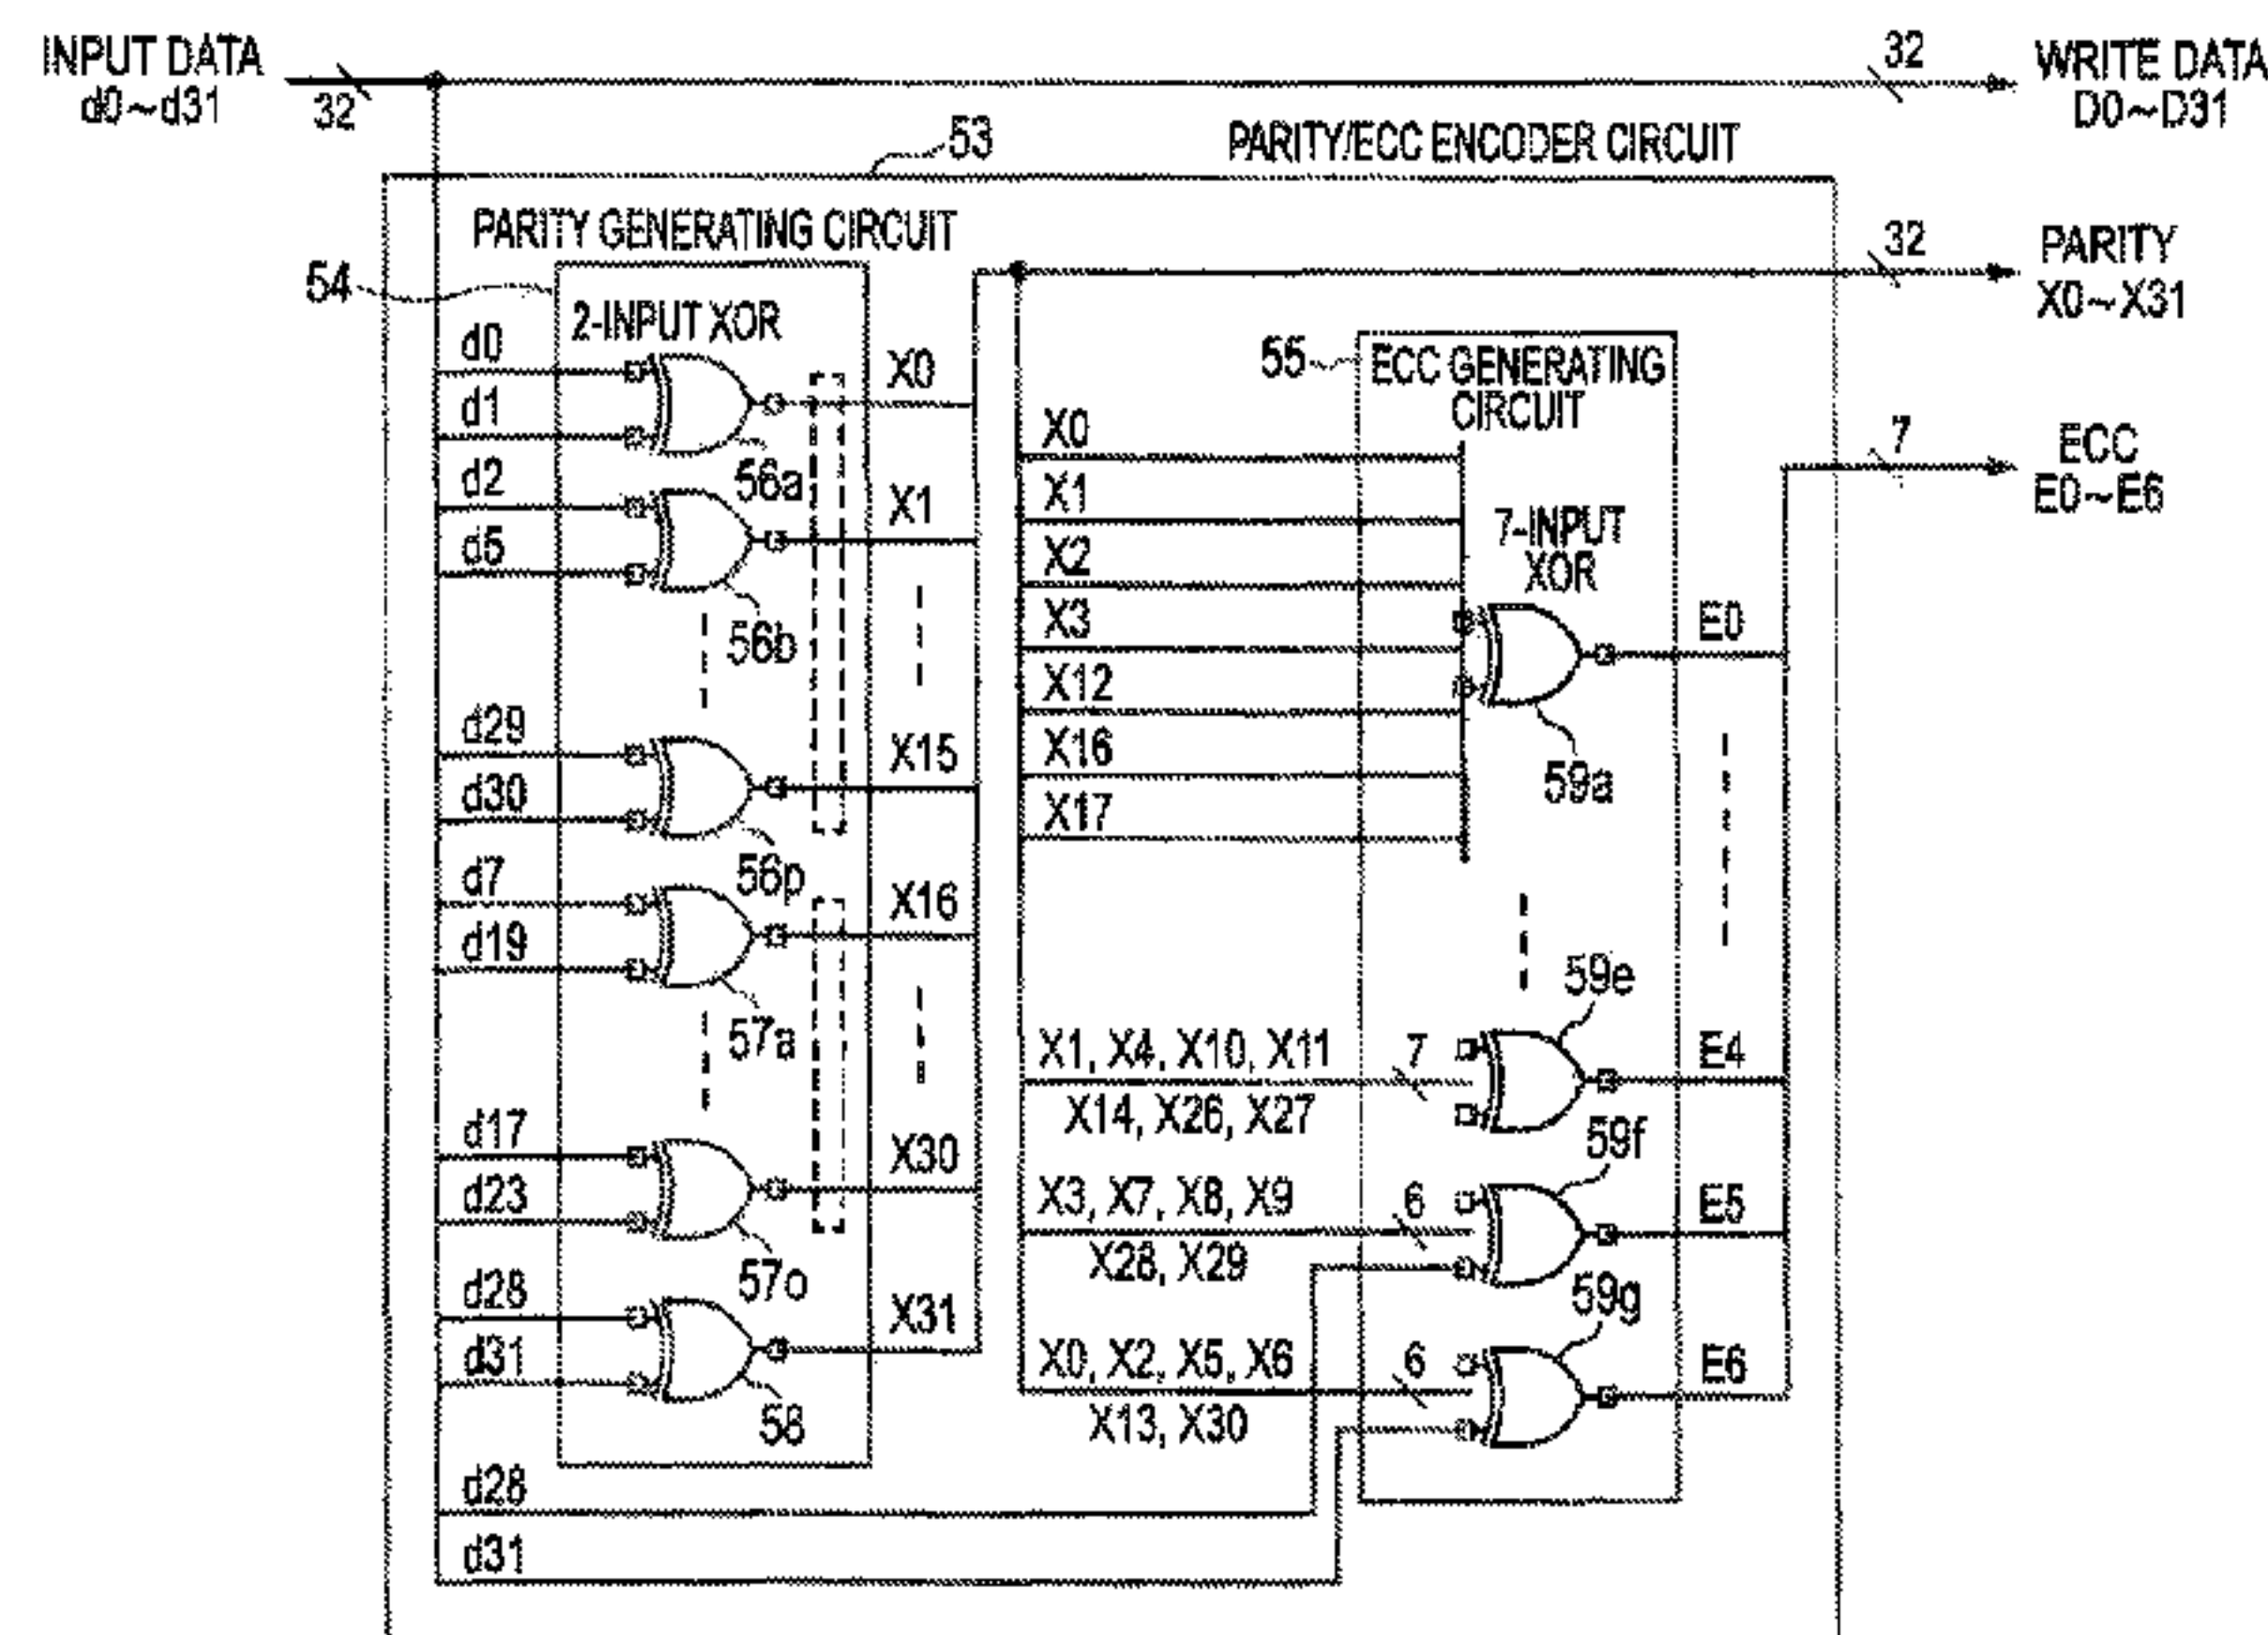 INPUT DATA
d0~d31
32
32
WRITE DATA
D0~D31
53
PARITY/ECC ENCODER CIRCUIT
PARITY GENERATING CIRCUIT
54
2-INPUT XOR
32
PARITY
X0~X31
d0
d1
56a
X0
d2
d5
56b
X1
d29
d30
56p
X15
d7
d19
57a
X16
d17
d23
57o
X30
d28
d31
58
X31
d28
d31
55
ECC GENERATING
CIRCUIT
7-INPUT
XOR
X0
X1
X2
X3
X12
X16
X17
59a
E0
7
ECC
E0~E6
X1, X4, X10, X11
X14, X26, X27
7
59e
E4
X3, X7, X8, X9
X28, X29
6
59f
E5
X0, X2, X5, X6
X13, X30
6
59g
E6